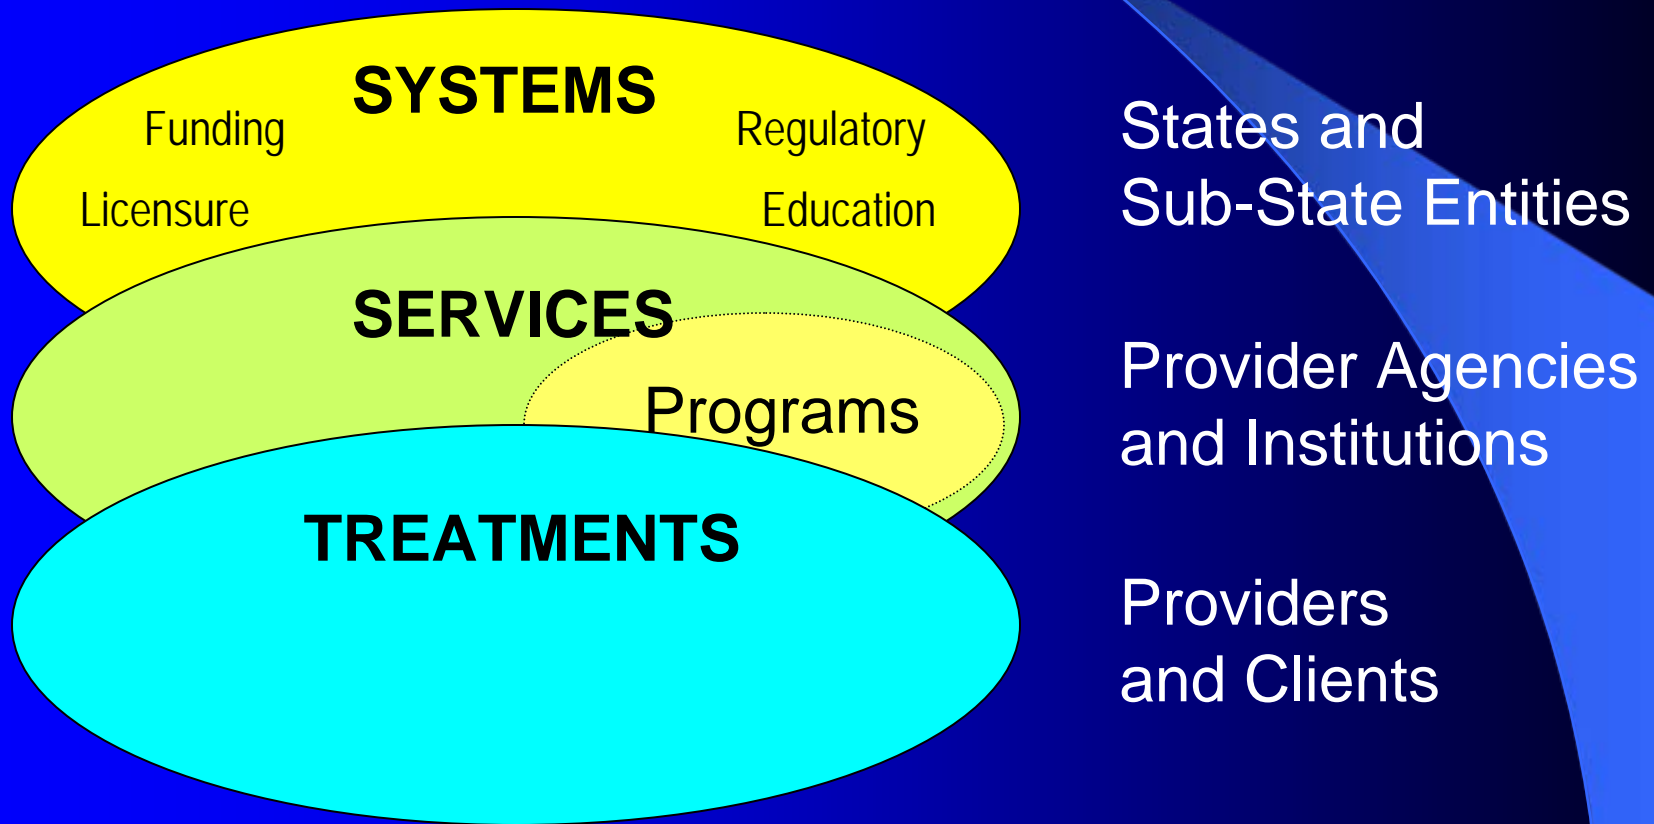 SYSTEMS
Funding
Regulatory
Licensure
Education
SERVICES
Programs
TREATMENTS
States and
Sub-State Entities
Provider Agencies
and Institutions
Providers
and Clients